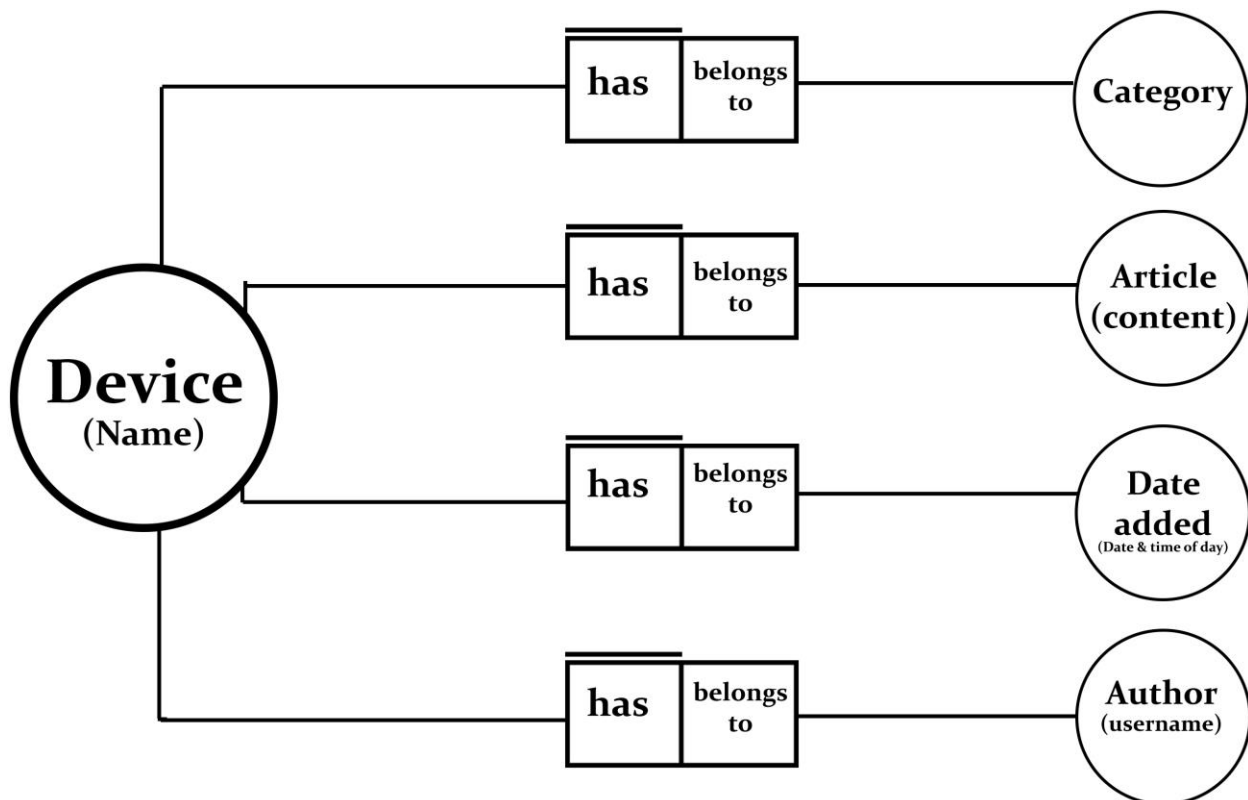 has
belongs
to
Category
has
belongs
to
Article
(content)
Device
(Name)
has
belongs
to
Date
added
(Date & time of day)
has
belongs
to
Author
(username)